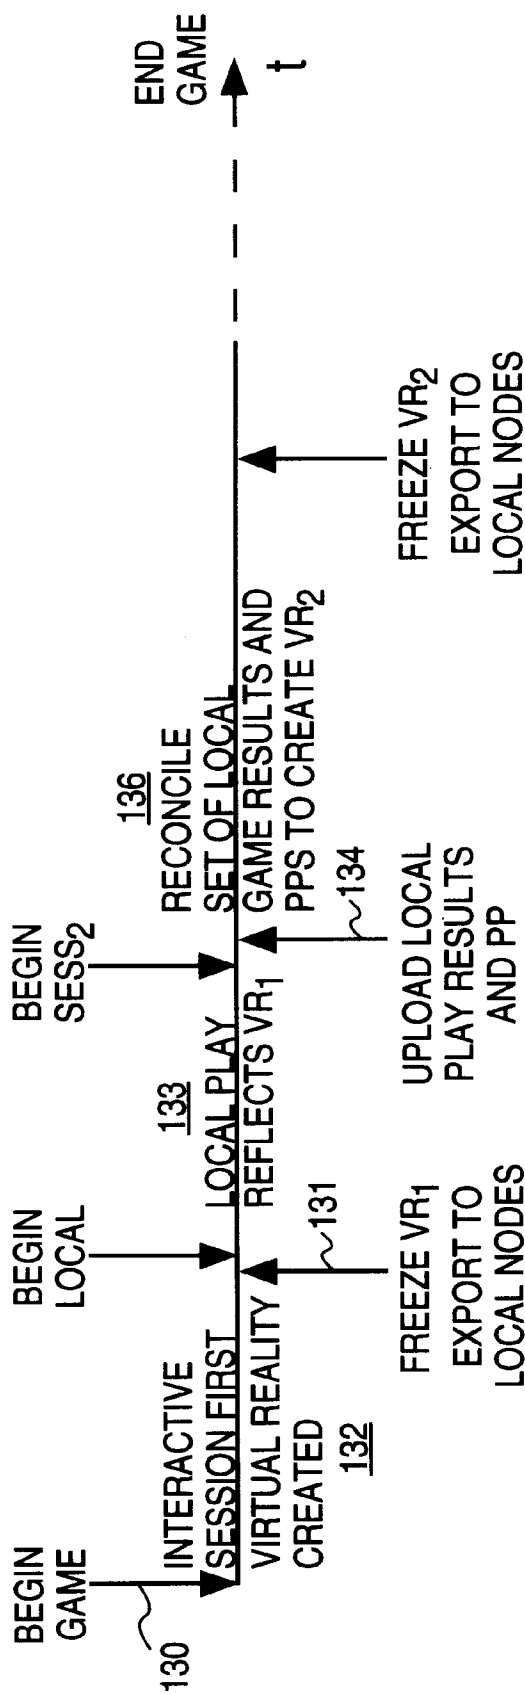 BEGIN
GAME
130
INTERACTIVE
SESSION FIRST
VIRTUAL REALITY
CREATED
132
BEGIN
LOCAL
131
FREEZE VR1
EXPORT TO
LOCAL NODES
133
LOCAL PLAY
REFLECTS VR1
BEGIN
SESS2
134
UPLOAD LOCAL
PLAY RESULTS
AND PP
136
RECONCILE
SET OF LOCAL
GAME RESULTS AND
PPS TO CREATE VR2
FREEZE VR2
EXPORT TO
LOCAL NODES
END
GAME
t